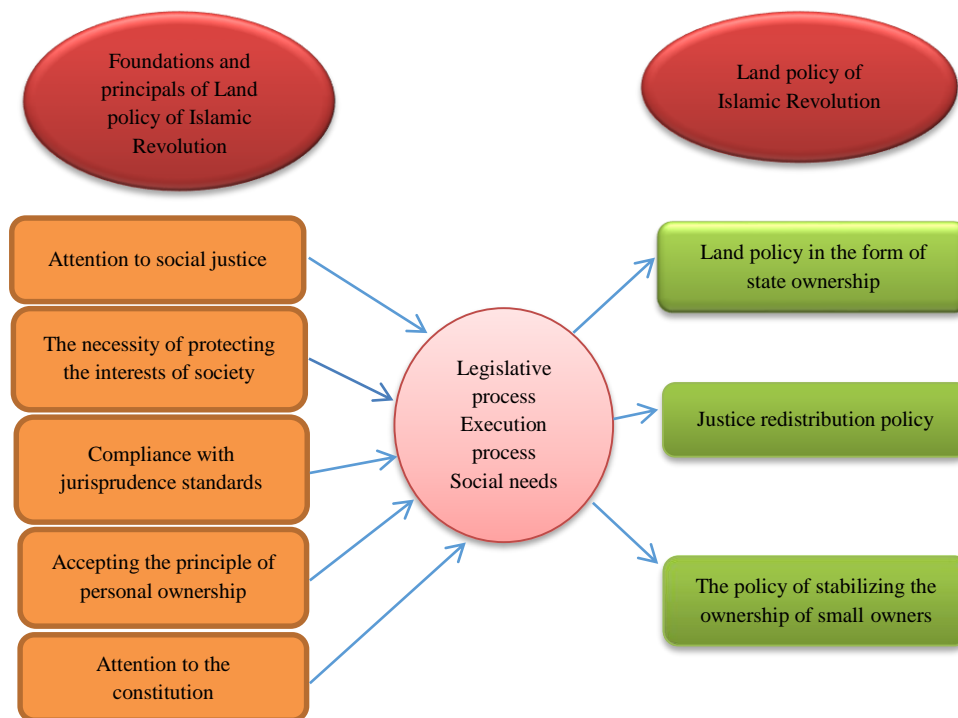 Foundations and
principals of Land
policy of Islamic
Revolution
Land policy of
Islamic Revolution
Attention to social justice
The necessity of protecting
the interests of society
Compliance with
jurisprudence standards
Accepting the principle of
personal ownership
Attention to the
constitution
Legislative
process
Execution
process
Social needs
Land policy in the form of
state ownership
Justice redistribution policy
The policy of stabilizing the
ownership of small owners